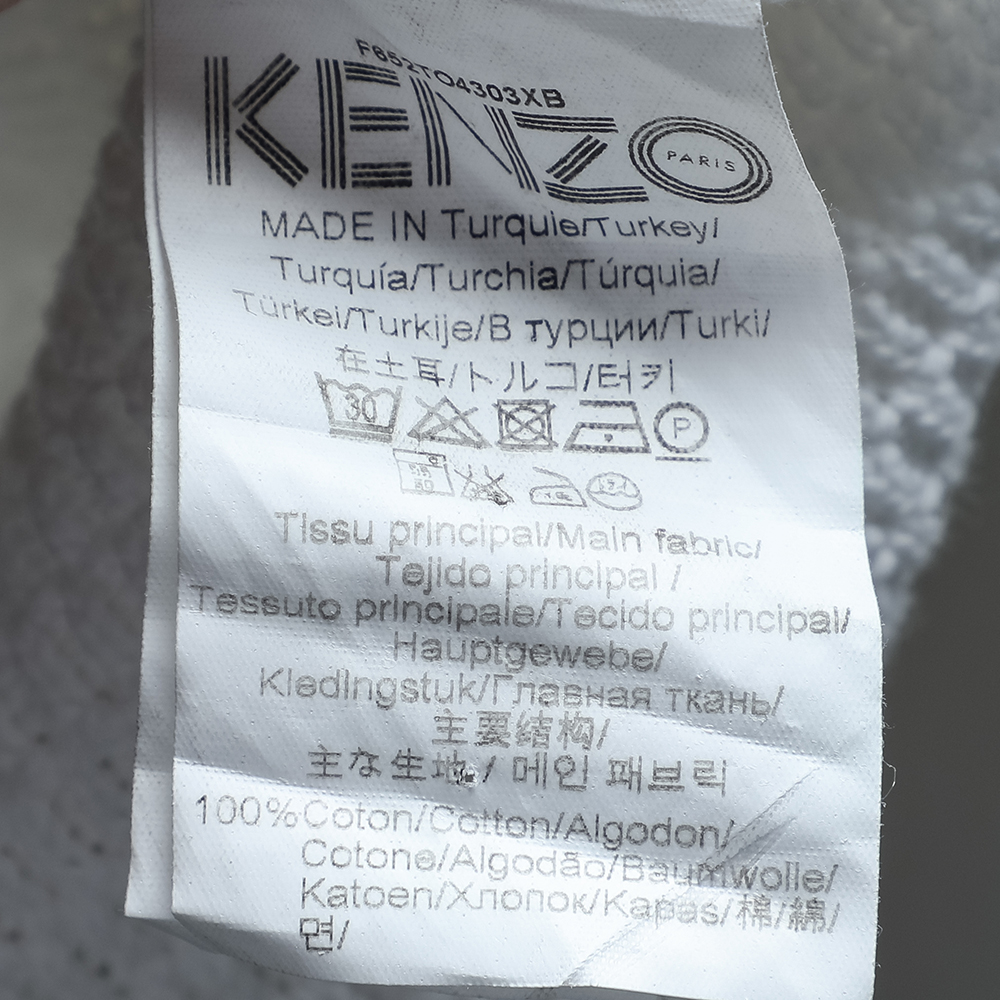 F652TO4303XB
KENZO
PARIS
MADE IN Turquie/Turkey/
Turquía/Turchia/Túrquia/
Türkei/Turkije/В турции/Turki/
在土耳/トルコ/터키
30
P
Tissu principal/Main fabric/
Tejido principal /
Tessuto principale/Tecido principal/
Hauptgewebe/
Kledingstuk/Главная ткань/
主要结构/
主な生地 / 메인 패브릭
100%Coton/Cotton/Algodon/
Cotone/Algodão/Baumwolle/
Katoen/Хлопок/Kapas/棉/綿/
면/